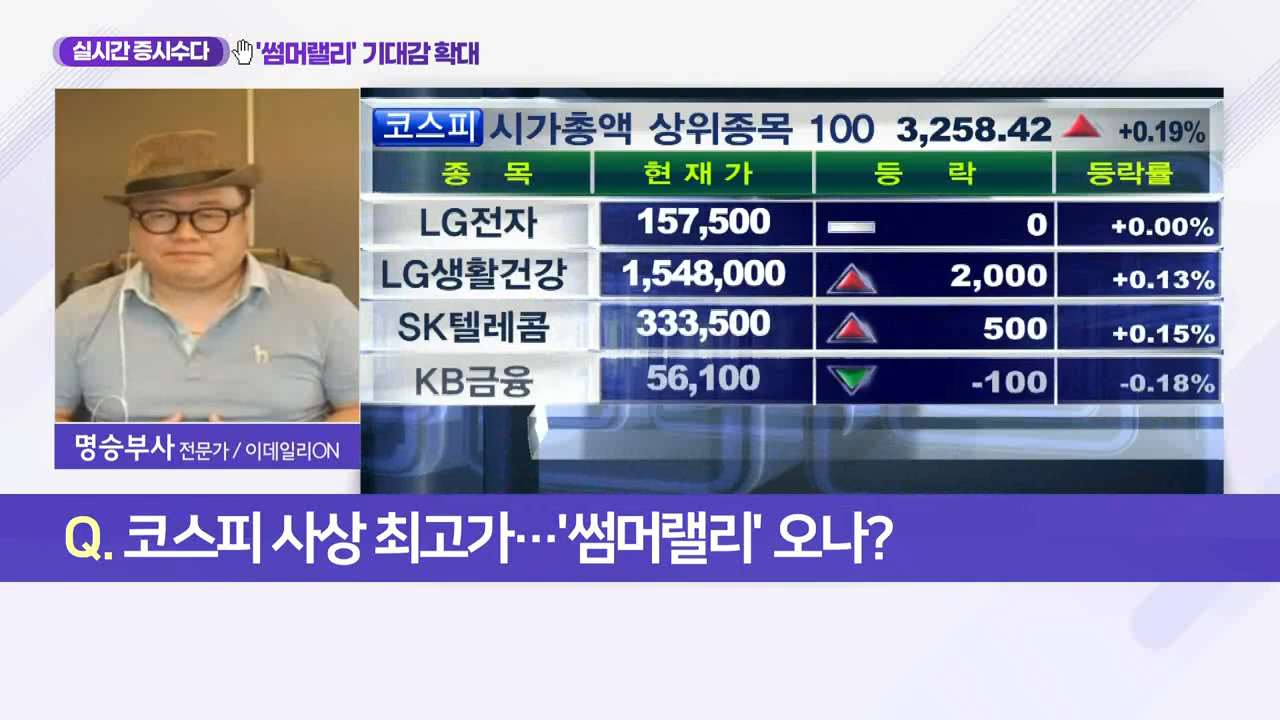 실시간 증시수다 '썸머랠리' 기대감 확대
코스피 시가총액 상위종목 100 3,258.42 +0.19%
종 목 현 재 가 등 락 등락률
LG전자 157,500 0 +0.00%
LG생활건강 1,548,000 2,000 +0.13%
SK텔레콤 333,500 500 +0.15%
KB금융 56,100 -100 -0.18%
명승부사 전문가 / 이데일리ON
Q. 코스피 사상 최고가…'썸머랠리' 오나?